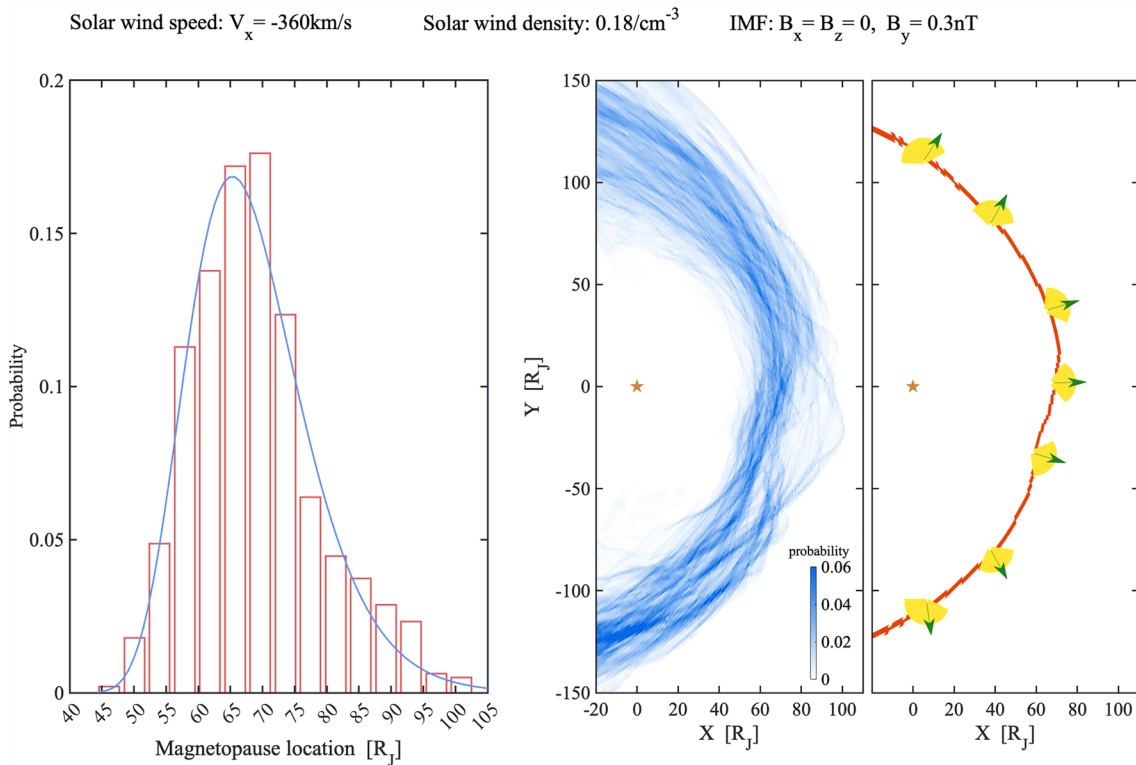 Solar wind speed: Vx= -360km/s Solar wind density: 0.18/cm-3 IMF: Bx= Bz= 0, By= 0.3nT
0.2
0.15
0.1
0.05
0
Probability
40 45 50 55 60 65 70 75 80 85 90 95 100 105
Magnetopause location [RJ]
150
100
50
0
-50
-100
-150
Y [RJ]
probability
0.06
0.04
0.02
0
-20 0 20 40 60 80 100
X [RJ]
0 20 40 60 80 100
X [RJ]